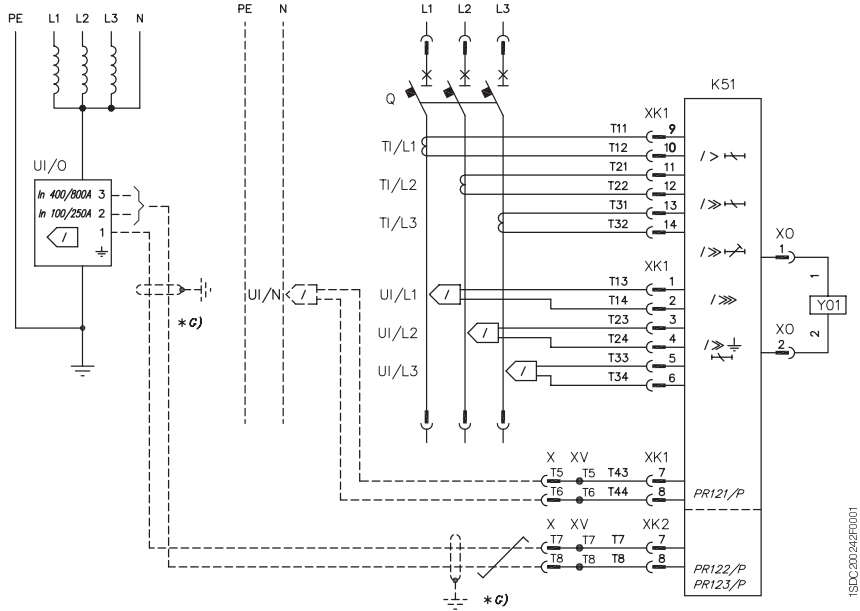 PE L1 L2 L3 N
PE N
L1 L2 L3
Q
K51
UI/O
In 400/800A 3
In 100/250A 2
1
/
*G)
UI/N
/
TI/L1
TI/L2
TI/L3
UI/L1 /
UI/L2 /
UI/L3 /
XK1
T11 9
T12 10
T21 11
T22 12
T31 13
T32 14
XK1
T13 1
T14 2
T23 3
T24 4
T33 5
T34 6
X XV XK1
T5 T5 T43 7
T6 T6 T44 8
X XV XK2
T7 T7 T7 7
T8 T8 T8 8
*G)
/>
/≫
/≫
/⋙
/≫
PR121/P
PR122/P
PR123/P
XO
1
1
Y01
XO
2
2
1SDC200242F0001